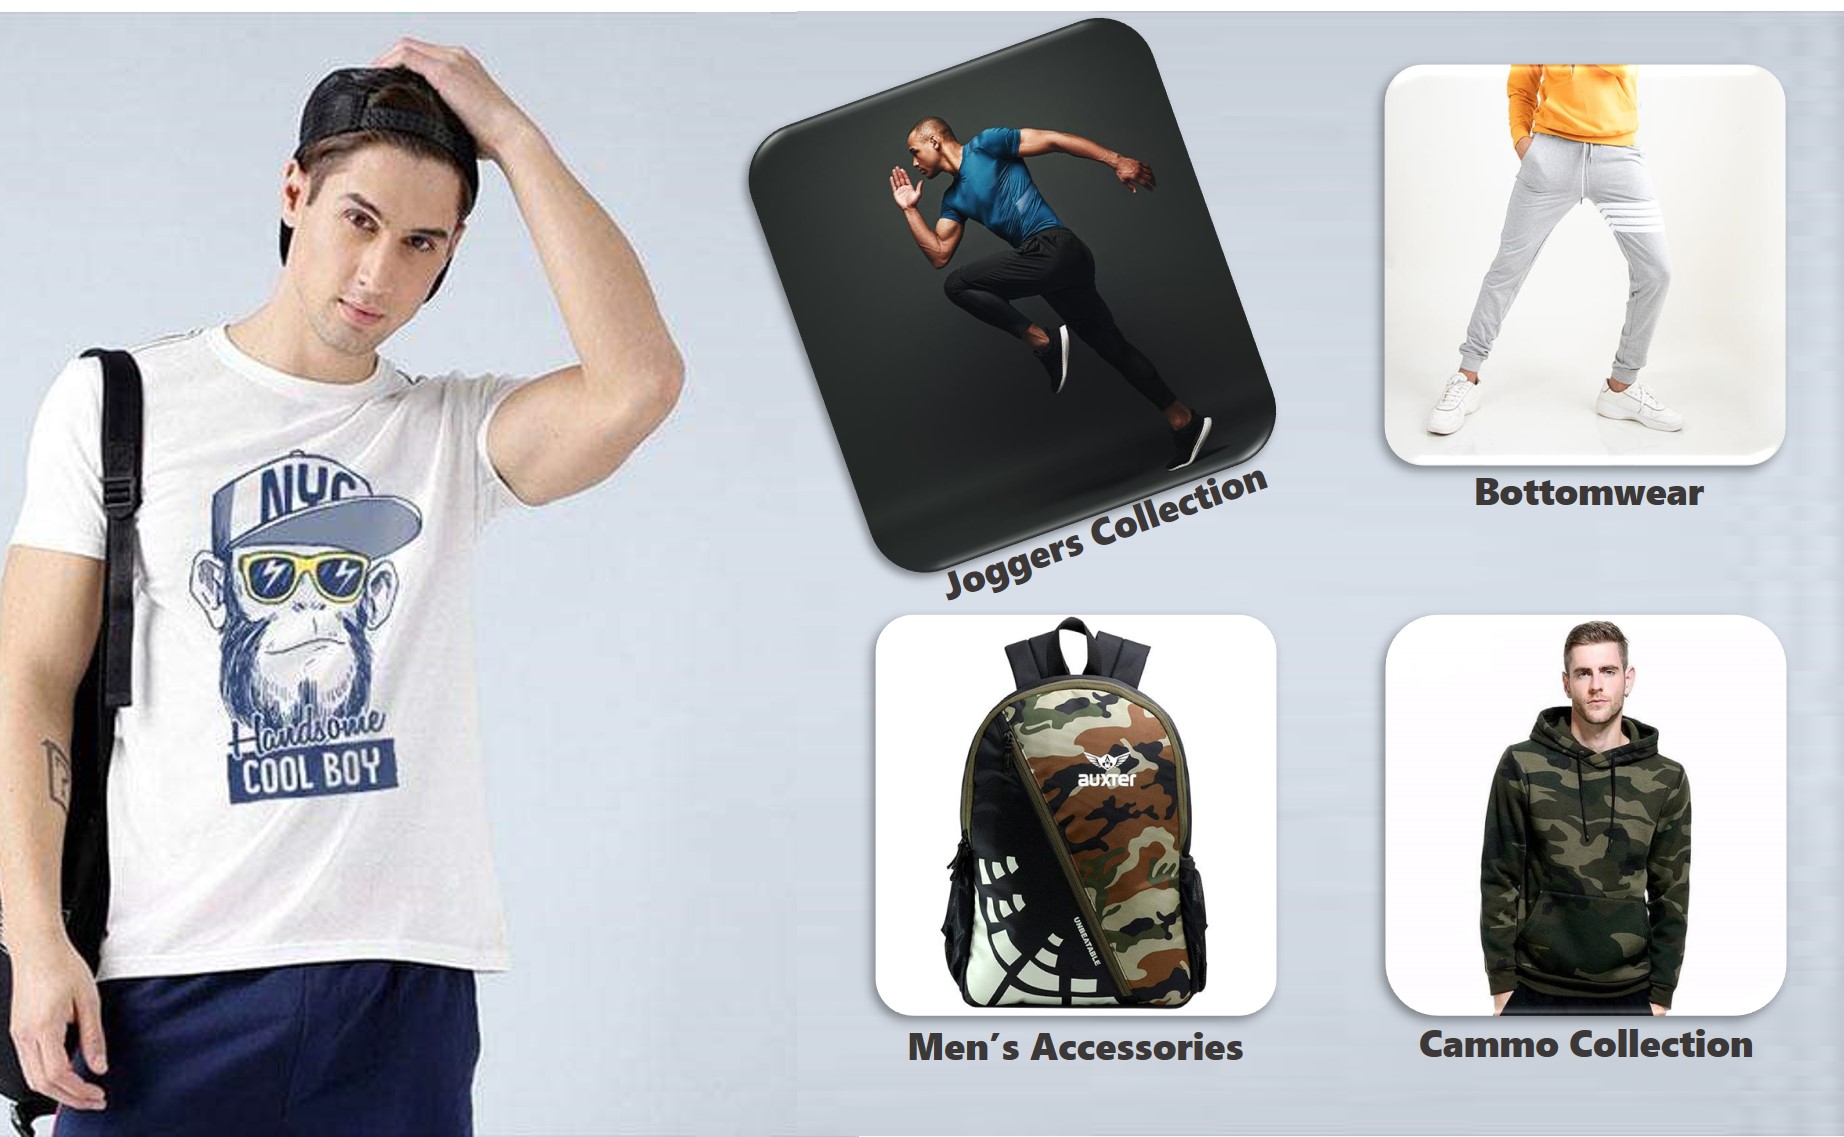 NYC
Handsome
COOL BOY
Joggers Collection
Bottomwear
auxter
UNBEATABLE
Men's Accessories
Cammo Collection